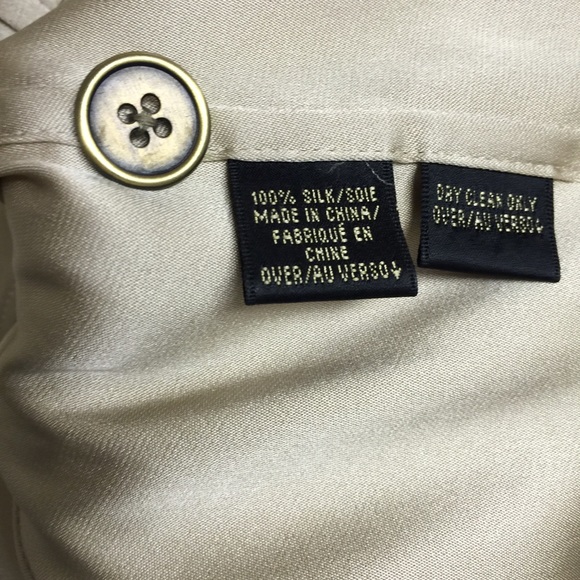 100% SILK/SOIE
MADE IN CHINA/
FABRIQUÉ EN
CHINE
OVER/AU VERSO↓
DRY CLEAN ONLY
OVER/AU VERSO↓